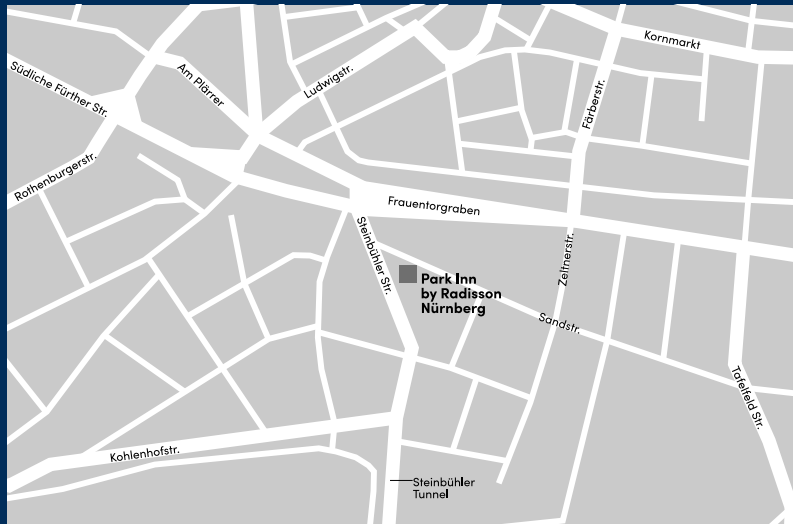 Kornmarkt
Am Plärrer
Ludwigstr.
Südliche Fürther Str.
Färberstr.
Rothenburgerstr.
Frauentorgraben
Steinbühler Str.
Zeltnerstr.
Park Inn
by Radisson
Nürnberg
Sandstr.
Tafelfeld Str.
Kohlenhofstr.
Steinbühler
Tunnel